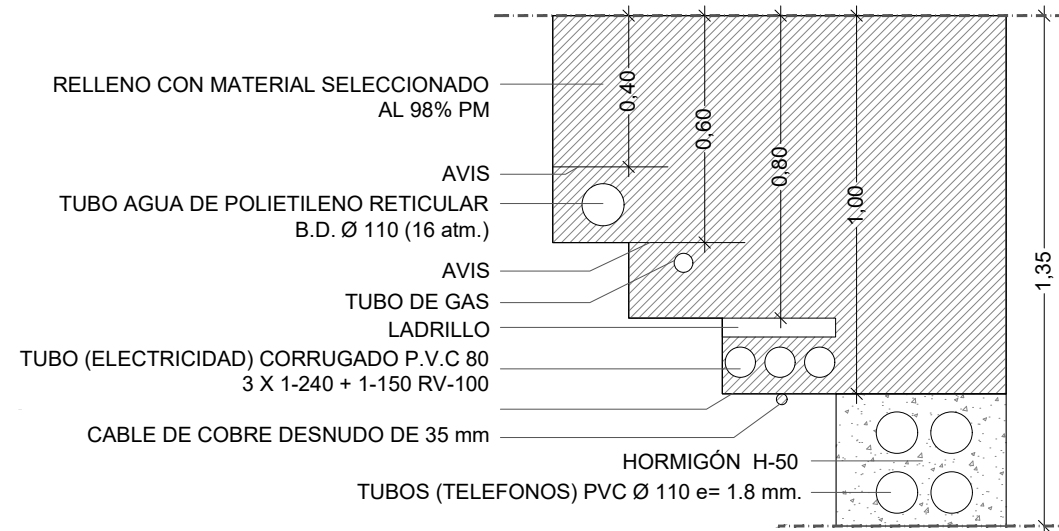 RELLENO CON MATERIAL SELECCIONADO
AL 98% PM
AVIS
TUBO AGUA DE POLIETILENO RETICULAR
B.D. Ø 110 (16 atm.)
AVIS
TUBO DE GAS
LADRILLO
TUBO (ELECTRICIDAD) CORRUGADO P.V.C 80
3 X 1-240 + 1-150 RV-100
CABLE DE COBRE DESNUDO DE 35 mm
HORMIGÓN H-50
TUBOS (TELEFONOS) PVC Ø 110 e= 1.8 mm.
0,40
0,60
0,80
1,00
1,35